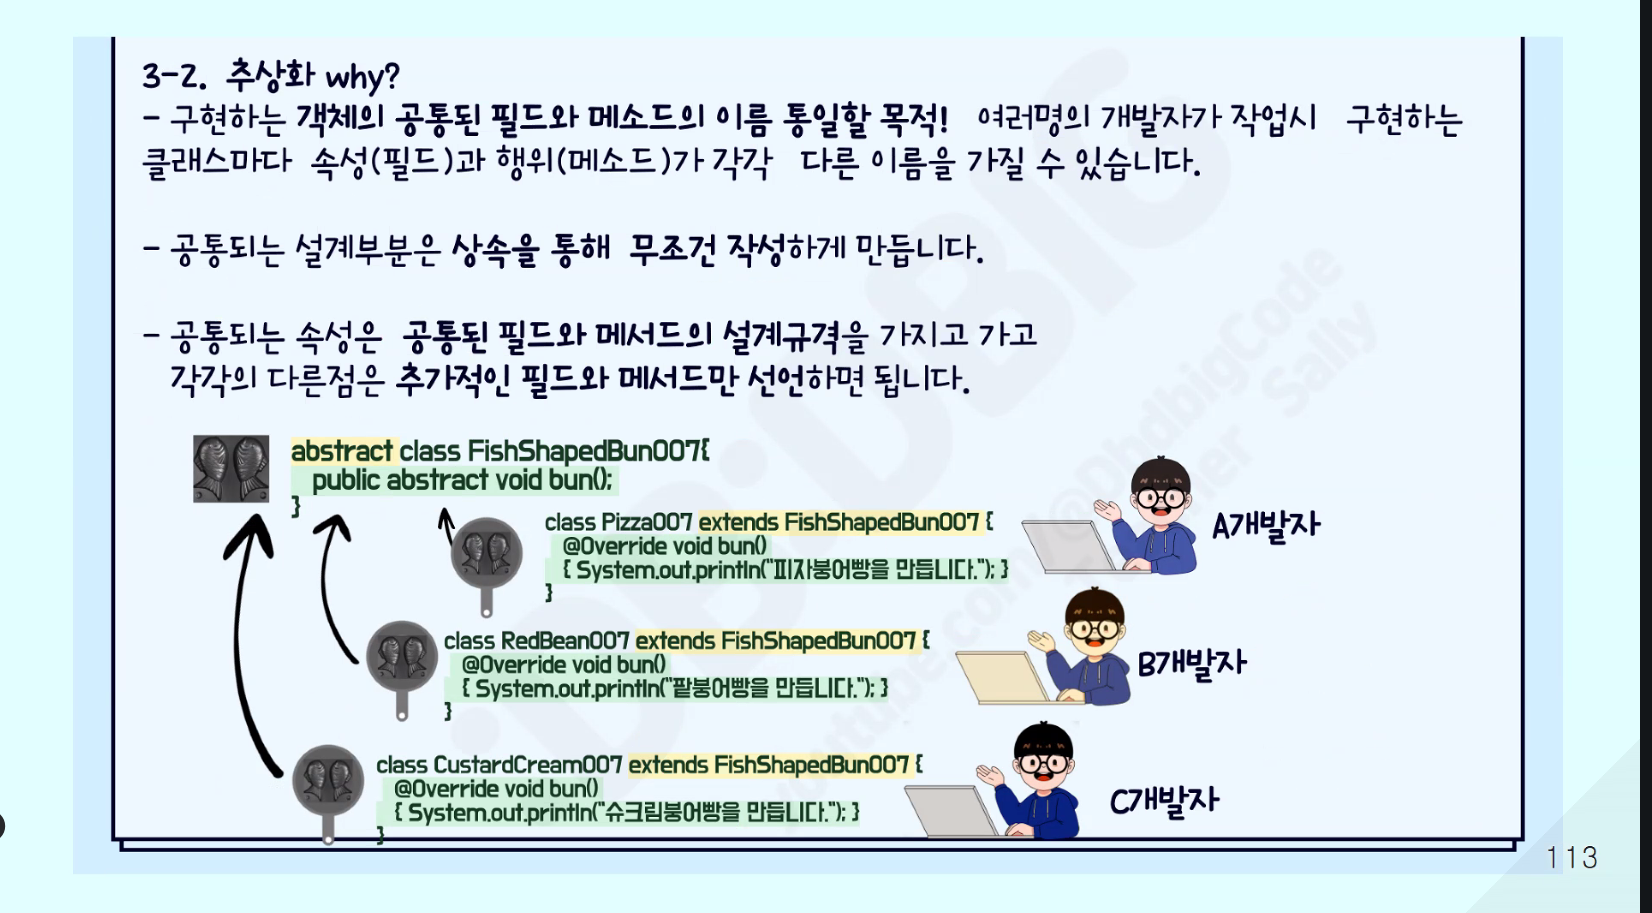 3-2. 추상화 why?
- 구현하는 객체의 공통된 필드와 메소드의 이름 통일할 목적! 여러명의 개발자가 작업시 구현하는
클래스마다 속성(필드)과 행위(메소드)가 각각 다른 이름을 가질 수 있습니다.
- 공통되는 설계부분은 상속을 통해 무조건 작성하게 만듭니다.
- 공통되는 속성은 공통된 필드와 메서드의 설계규격을 가지고 가고
각각의 다른점은 추가적인 필드와 메서드만 선언하면 됩니다.
abstract class FishShapedBun007{
public abstract void bun();
}
class Pizza007 extends FishShapedBun007 {
@Override void bun()
{ System.out.println("피자붕어빵을 만듭니다."); }
}
A개발자
class RedBean007 extends FishShapedBun007 {
@Override void bun()
{ System.out.println("팥붕어빵을 만듭니다."); }
}
B개발자
class CustardCream007 extends FishShapedBun007 {
@Override void bun()
{ System.out.println("슈크림붕어빵을 만듭니다."); }
}
C개발자
113